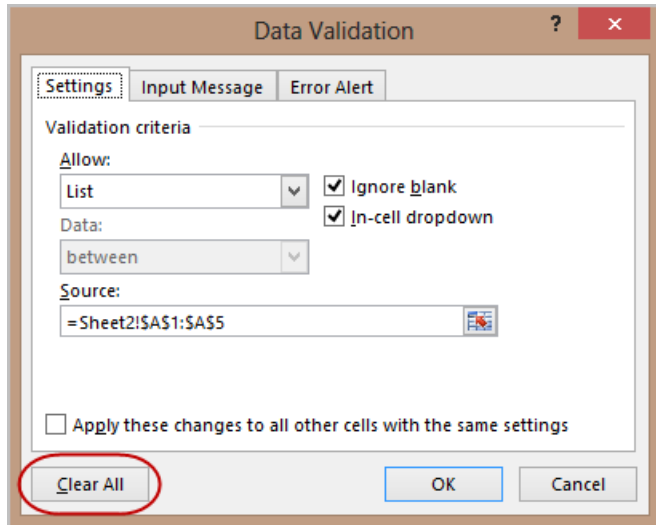 Data Validation ?
Settings Input Message Error Alert
Validation criteria
Allow:
List
Ignore blank
Data:
In-cell dropdown
between
Source:
=Sheet2!$A$1:$A$5
Apply these changes to all other cells with the same settings
Clear All OK Cancel